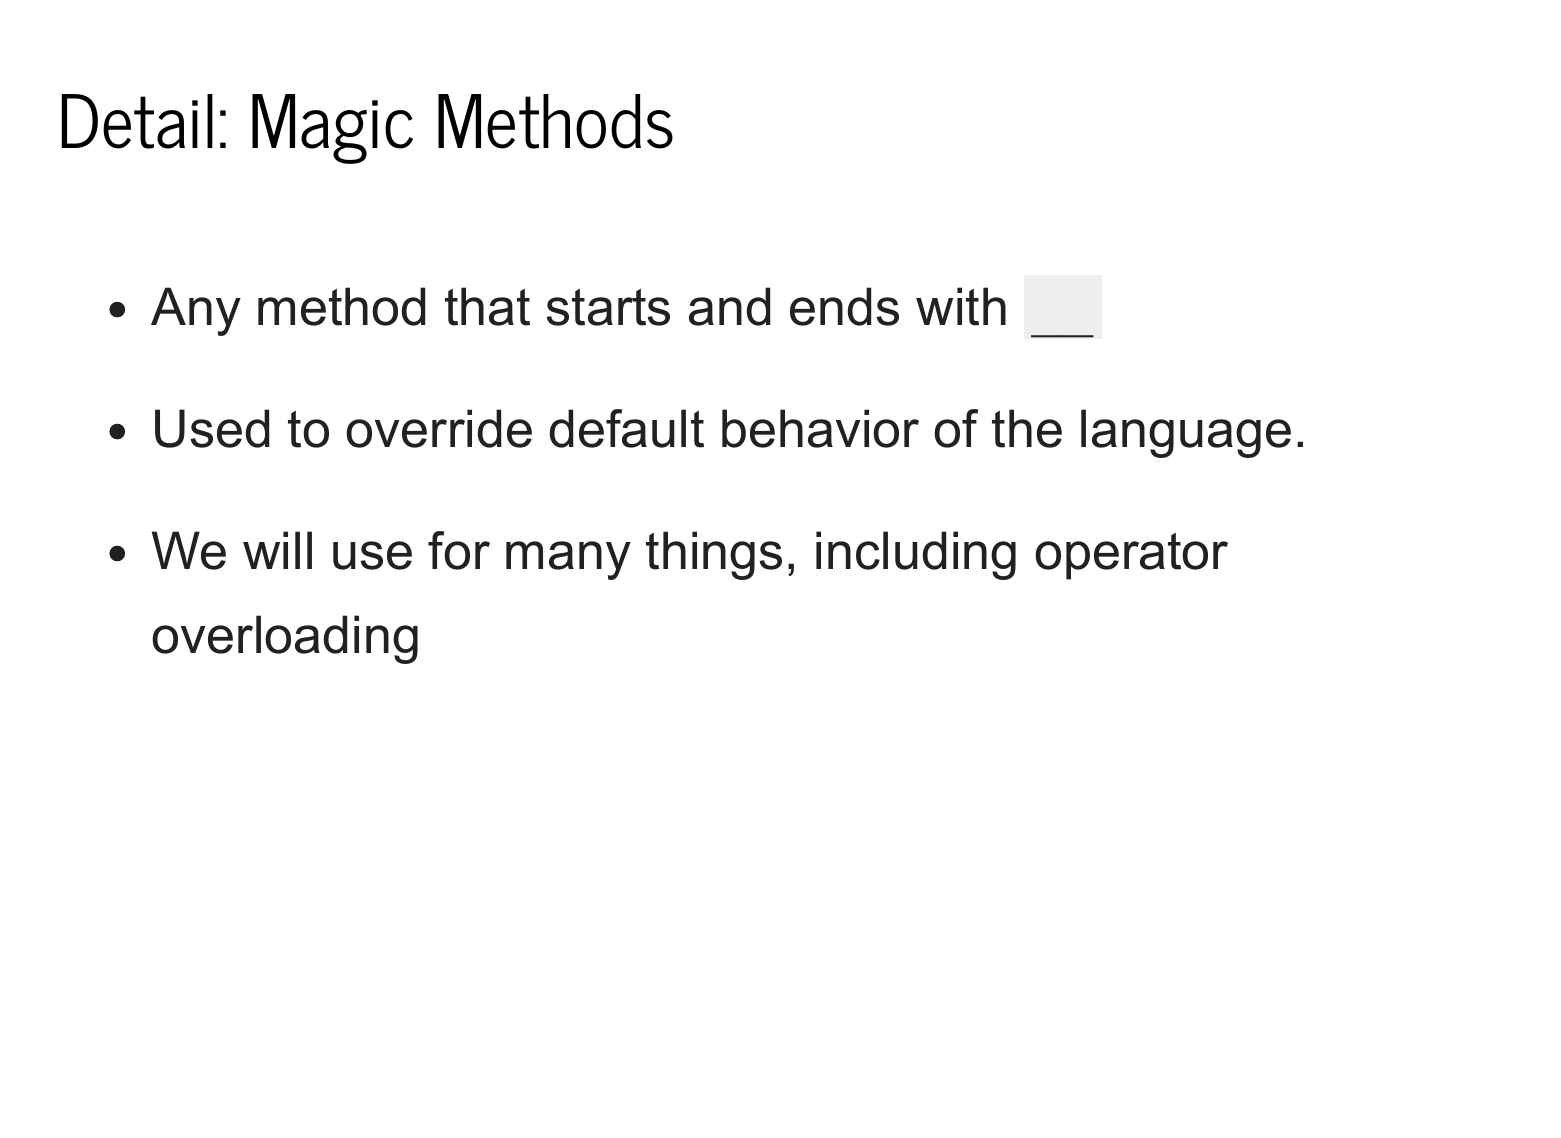 Detail: Magic Methods
• Any method that starts and ends with __
• Used to override default behavior of the language.
• We will use for many things, including operator
overloading